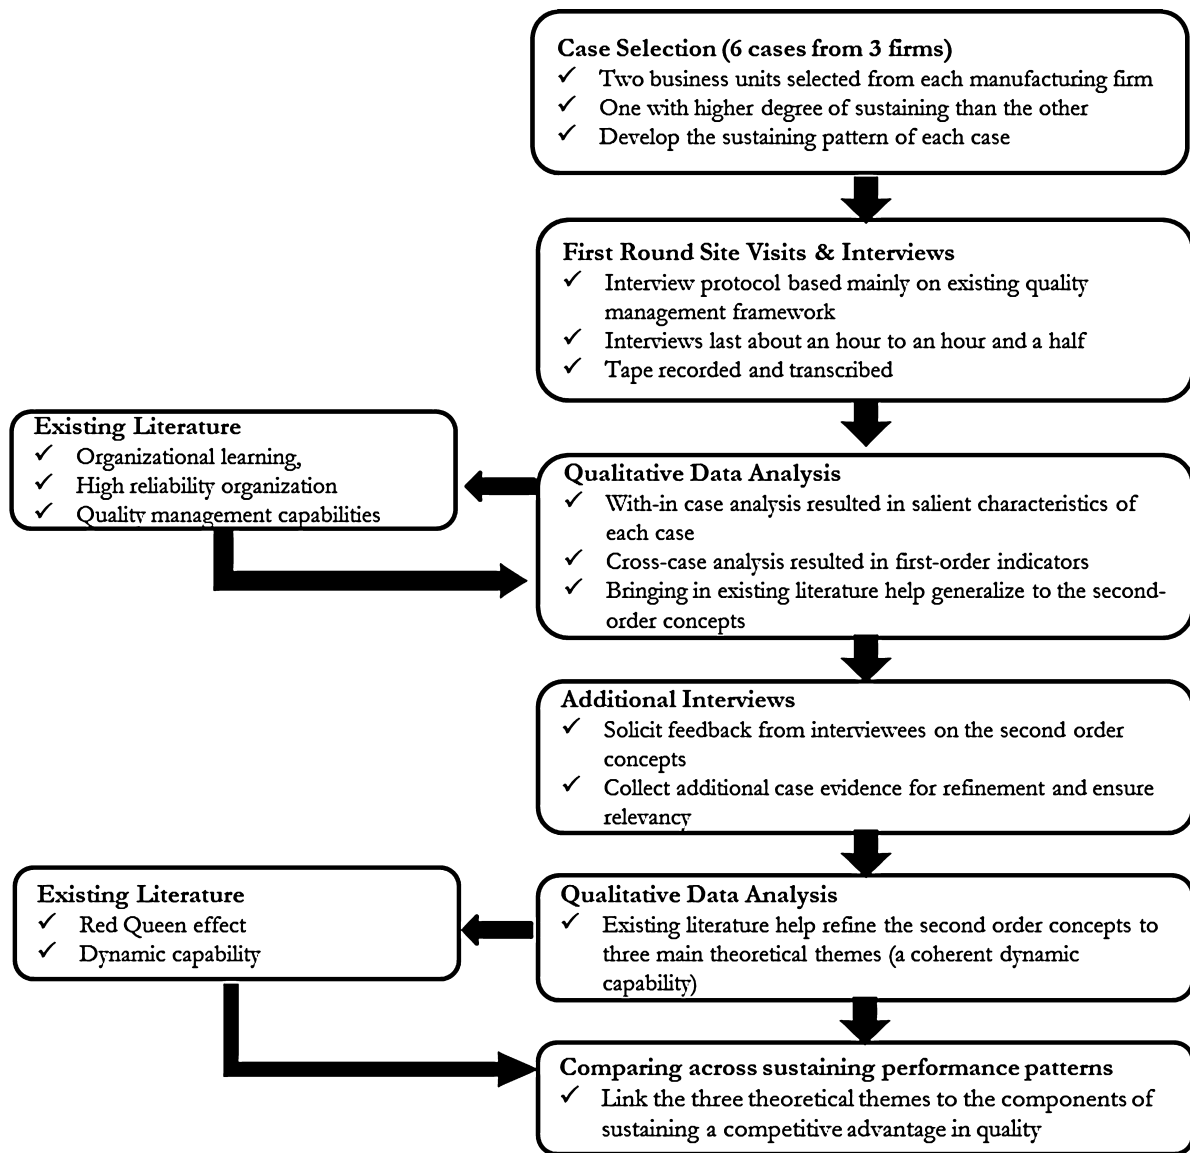 Case Selection (6 cases from 3 firms)
✓ Two business units selected from each manufacturing firm
✓ One with higher degree of sustaining than the other
✓ Develop the sustaining pattern of each case
First Round Site Visits & Interviews
✓ Interview protocol based mainly on existing quality
management framework
✓ Interviews last about an hour to an hour and a half
✓ Tape recorded and transcribed
Existing Literature
✓ Organizational learning,
✓ High reliability organization
✓ Quality management capabilities
Qualitative Data Analysis
✓ With-in case analysis resulted in salient characteristics of
each case
✓ Cross-case analysis resulted in first-order indicators
✓ Bringing in existing literature help generalize to the second-
order concepts
Additional Interviews
✓ Solicit feedback from interviewees on the second order
concepts
✓ Collect additional case evidence for refinement and ensure
relevancy
Existing Literature
✓ Red Queen effect
✓ Dynamic capability
Qualitative Data Analysis
✓ Existing literature help refine the second order concepts to
three main theoretical themes (a coherent dynamic
capability)
Comparing across sustaining performance patterns
✓ Link the three theoretical themes to the components of
sustaining a competitive advantage in quality